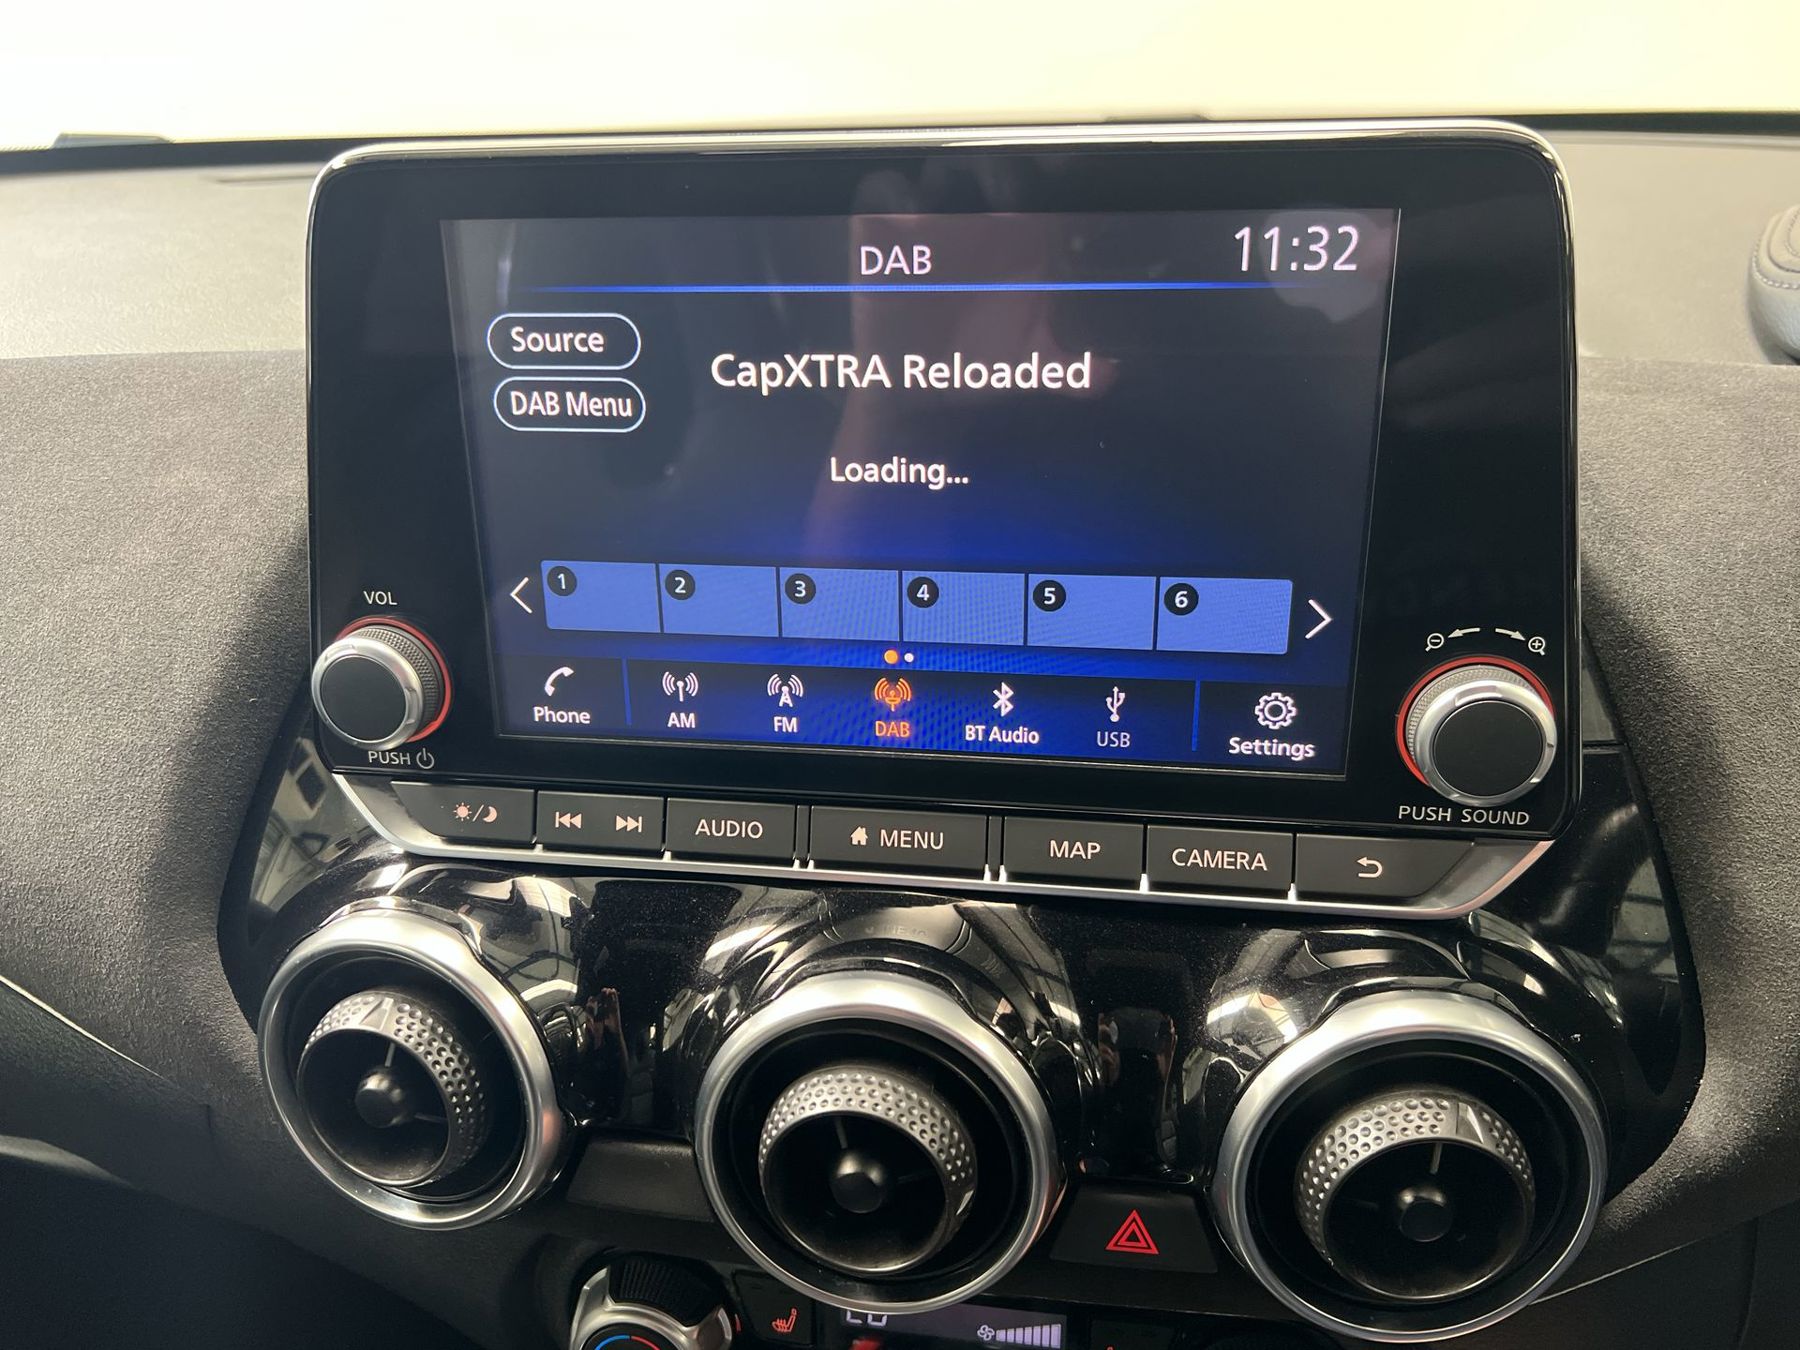 DAB
11:32
Source
CapXTRA Reloaded
DAB Menu
Loading...
1 2 3 4 5 6
Phone AM FM DAB BT Audio USB Settings
VOL
PUSH
PUSH SOUND
AUDIO MENU MAP CAMERA